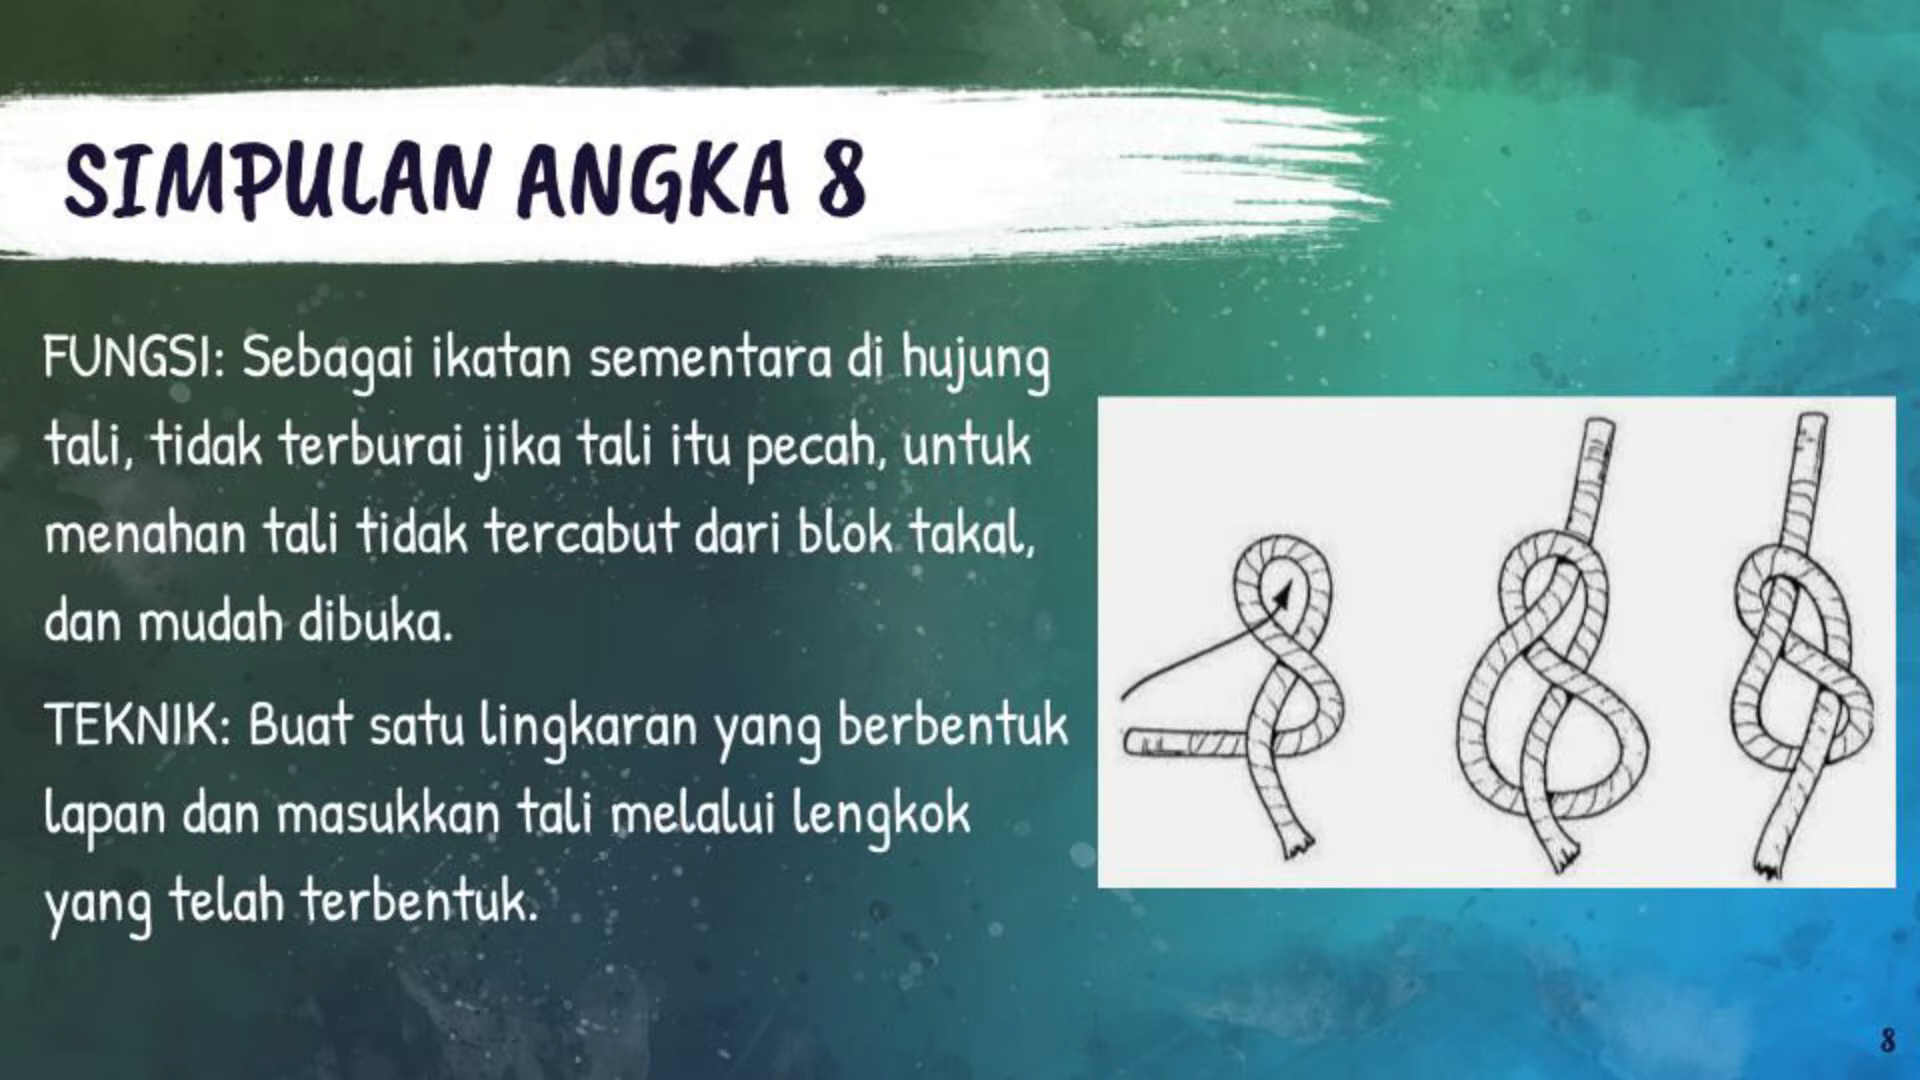 SIMPULAN ANGKA 8
FUNGSI: Sebagai ikatan sementara di hujung
tali, tidak terburai jika tali itu pecah, untuk
menahan tali tidak tercabut dari blok takal,
dan mudah dibuka.
TEKNIK: Buat satu lingkaran yang berbentuk
lapan dan masukkan tali melalui lengkok
yang telah terbentuk.
8